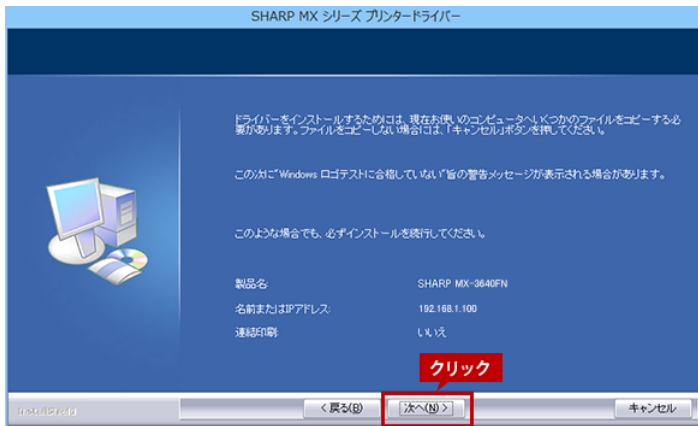 SHARP MX シリーズ プリンタードライバー
ドライバーをインストールするためには、現在お使いのコンピュータへいくつかのファイルをコピーする必
要があります。ファイルをコピーしない場合には、「キャンセル」ボタンを押してください。
この次に"Windows ロゴテストに合格していない"旨の警告メッセージが表示される場合があります。
このような場合でも、必ずインストールを続行してください。
製品名: SHARP MX-3640FN
名前またはIPアドレス: 192.168.1.100
連結印刷: いいえ
クリック
InstallShield
< 戻る(B) 次へ(N) > キャンセル